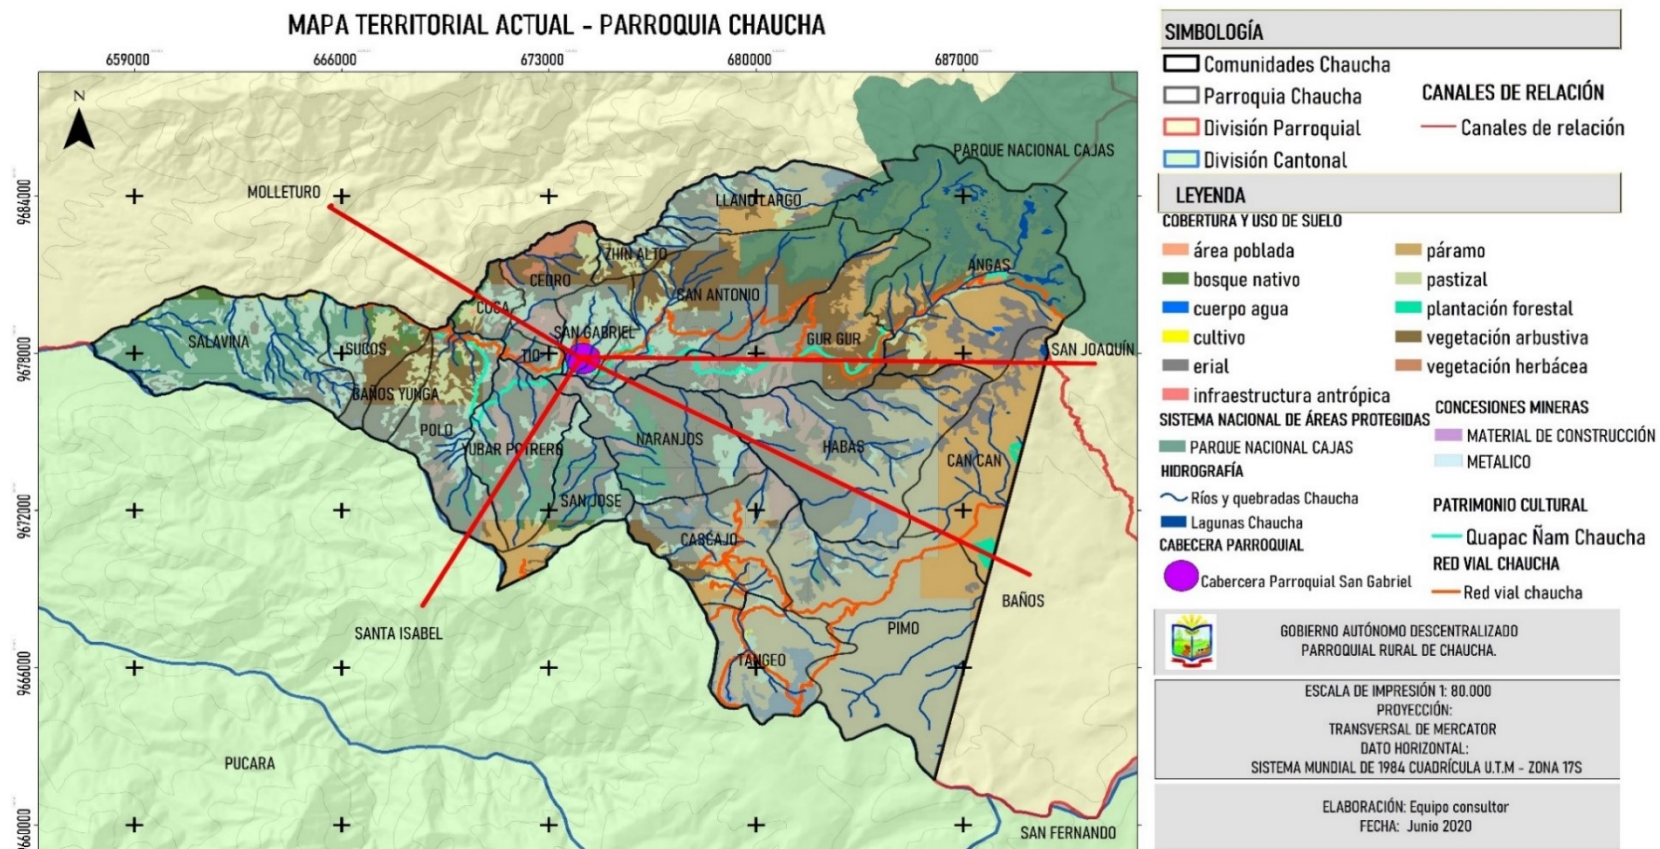 MAPA TERRITORIAL ACTUAL - PARROQUIA CHAUCHA
659000
666000
673000
680000
687000
N
9684000
9678000
9672000
9666000
9660000
PARQUE NACIONAL CAJAS
MOLLETURO
LLANO LARGO
ZHIN ALTO
CEDRO
ANGAS
SAN ANTONIO
COCA
SAN GABRIEL
GUR GUR
SALAVINA
SUCOS
TIO
SAN JOAQUÍN
BAÑOS YUNGA
POLO
YUBAR POTRERO
NARANJOS
HABAS
CAN CAN
SAN JOSE
CASCAJO
BAÑOS
SANTA ISABEL
PIMO
TANGEO
PUCARA
SAN FERNANDO
SIMBOLOGÍA
Comunidades Chaucha
Parroquia Chaucha
División Parroquial
División Cantonal
CANALES DE RELACIÓN
Canales de relación
LEYENDA
COBERTURA Y USO DE SUELO
área poblada
bosque nativo
cuerpo agua
cultivo
erial
infraestructura antrópica
páramo
pastizal
plantación forestal
vegetación arbustiva
vegetación herbácea
SISTEMA NACIONAL DE ÁREAS PROTEGIDAS
PARQUE NACIONAL CAJAS
HIDROGRAFÍA
Ríos y quebradas Chaucha
Lagunas Chaucha
CABECERA PARROQUIAL
Cabercera Parroquial San Gabriel
CONCESIONES MINERAS
MATERIAL DE CONSTRUCCIÓN
METALICO
PATRIMONIO CULTURAL
Quapac Ñam Chaucha
RED VIAL CHAUCHA
Red vial chaucha
GOBIERNO AUTÓNOMO DESCENTRALIZADO
PARROQUIAL RURAL DE CHAUCHA.
ESCALA DE IMPRESIÓN 1: 80.000
PROYECCIÓN:
TRANSVERSAL DE MERCATOR
DATO HORIZONTAL:
SISTEMA MUNDIAL DE 1984 CUADRÍCULA U.T.M - ZONA 17S
ELABORACIÓN: Equipo consultor
FECHA: Junio 2020